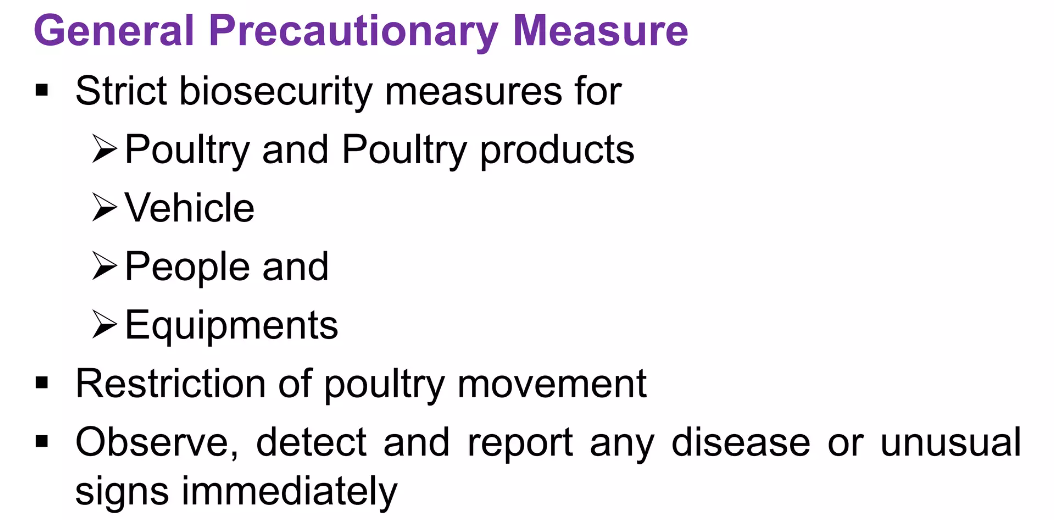 General Precautionary Measure
▪ Strict biosecurity measures for
➢Poultry and Poultry products
➢Vehicle
➢People and
➢Equipments
▪ Restriction of poultry movement
▪ Observe, detect and report any disease or unusual
signs immediately